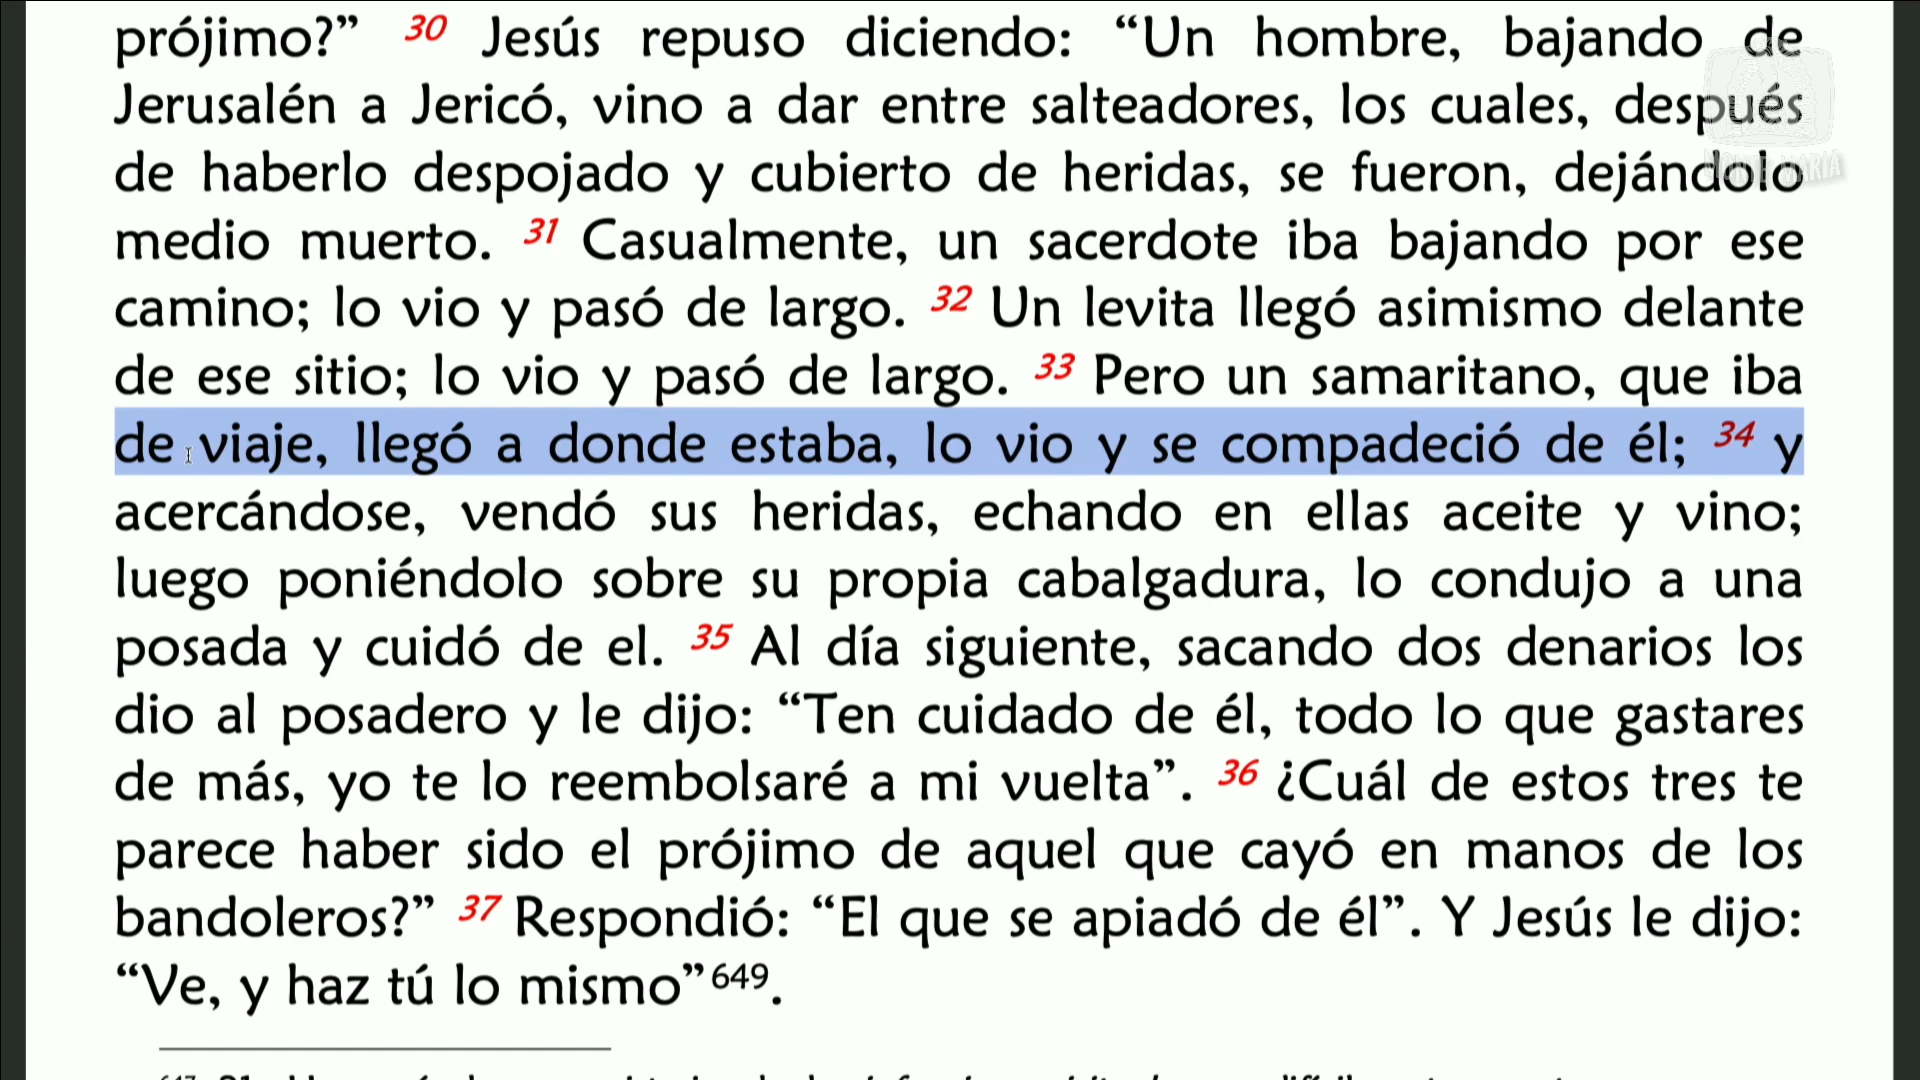 prójimo?” 30 Jesús repuso diciendo: “Un hombre, bajando de
Jerusalén a Jericó, vino a dar entre salteadores, los cuales, después
de haberlo despojado y cubierto de heridas, se fueron, dejándolo
medio muerto. 31 Casualmente, un sacerdote iba bajando por ese
camino; lo vio y pasó de largo. 32 Un levita llegó asimismo delante
de ese sitio; lo vio y pasó de largo. 33 Pero un samaritano, que iba
de viaje, llegó a donde estaba, lo vio y se compadeció de él; 34 y
acercándose, vendó sus heridas, echando en ellas aceite y vino;
luego poniéndolo sobre su propia cabalgadura, lo condujo a una
posada y cuidó de el. 35 Al día siguiente, sacando dos denarios los
dio al posadero y le dijo: “Ten cuidado de él, todo lo que gastares
de más, yo te lo reembolsaré a mi vuelta”. 36 ¿Cuál de estos tres te
parece haber sido el prójimo de aquel que cayó en manos de los
bandoleros?” 37 Respondió: “El que se apiadó de él”. Y Jesús le dijo:
“Ve, y haz tú lo mismo”649.
MONTE MARIA